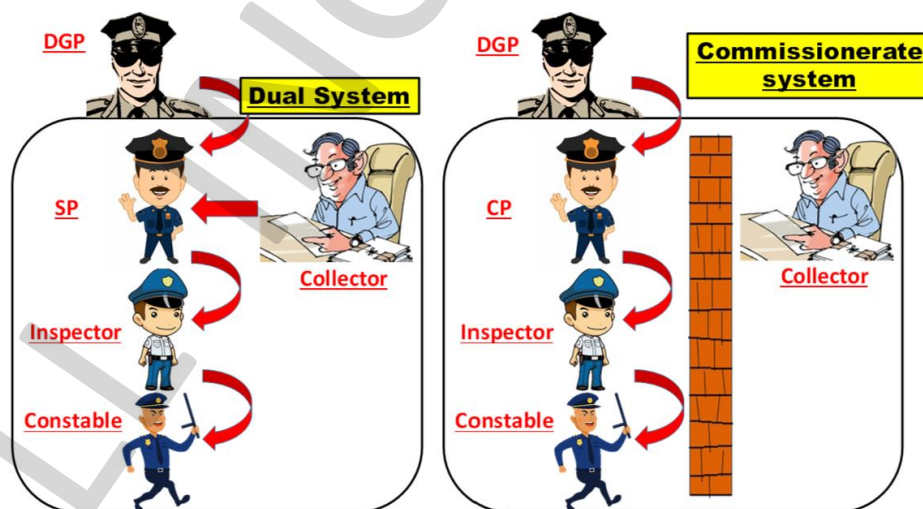 DGP
Dual System
SP
Collector
Inspector
Constable
DGP
Commissionerate
system
CP
Collector
Inspector
Constable